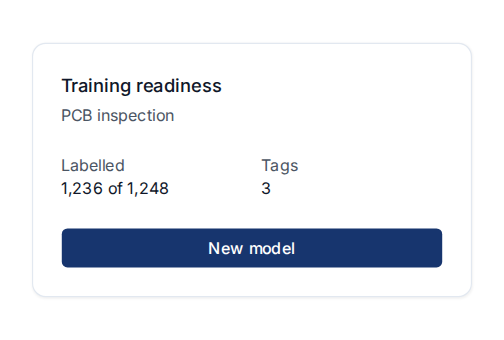 Training readiness
PCB inspection
Labelled
1,236 of 1,248
Tags
3
New model